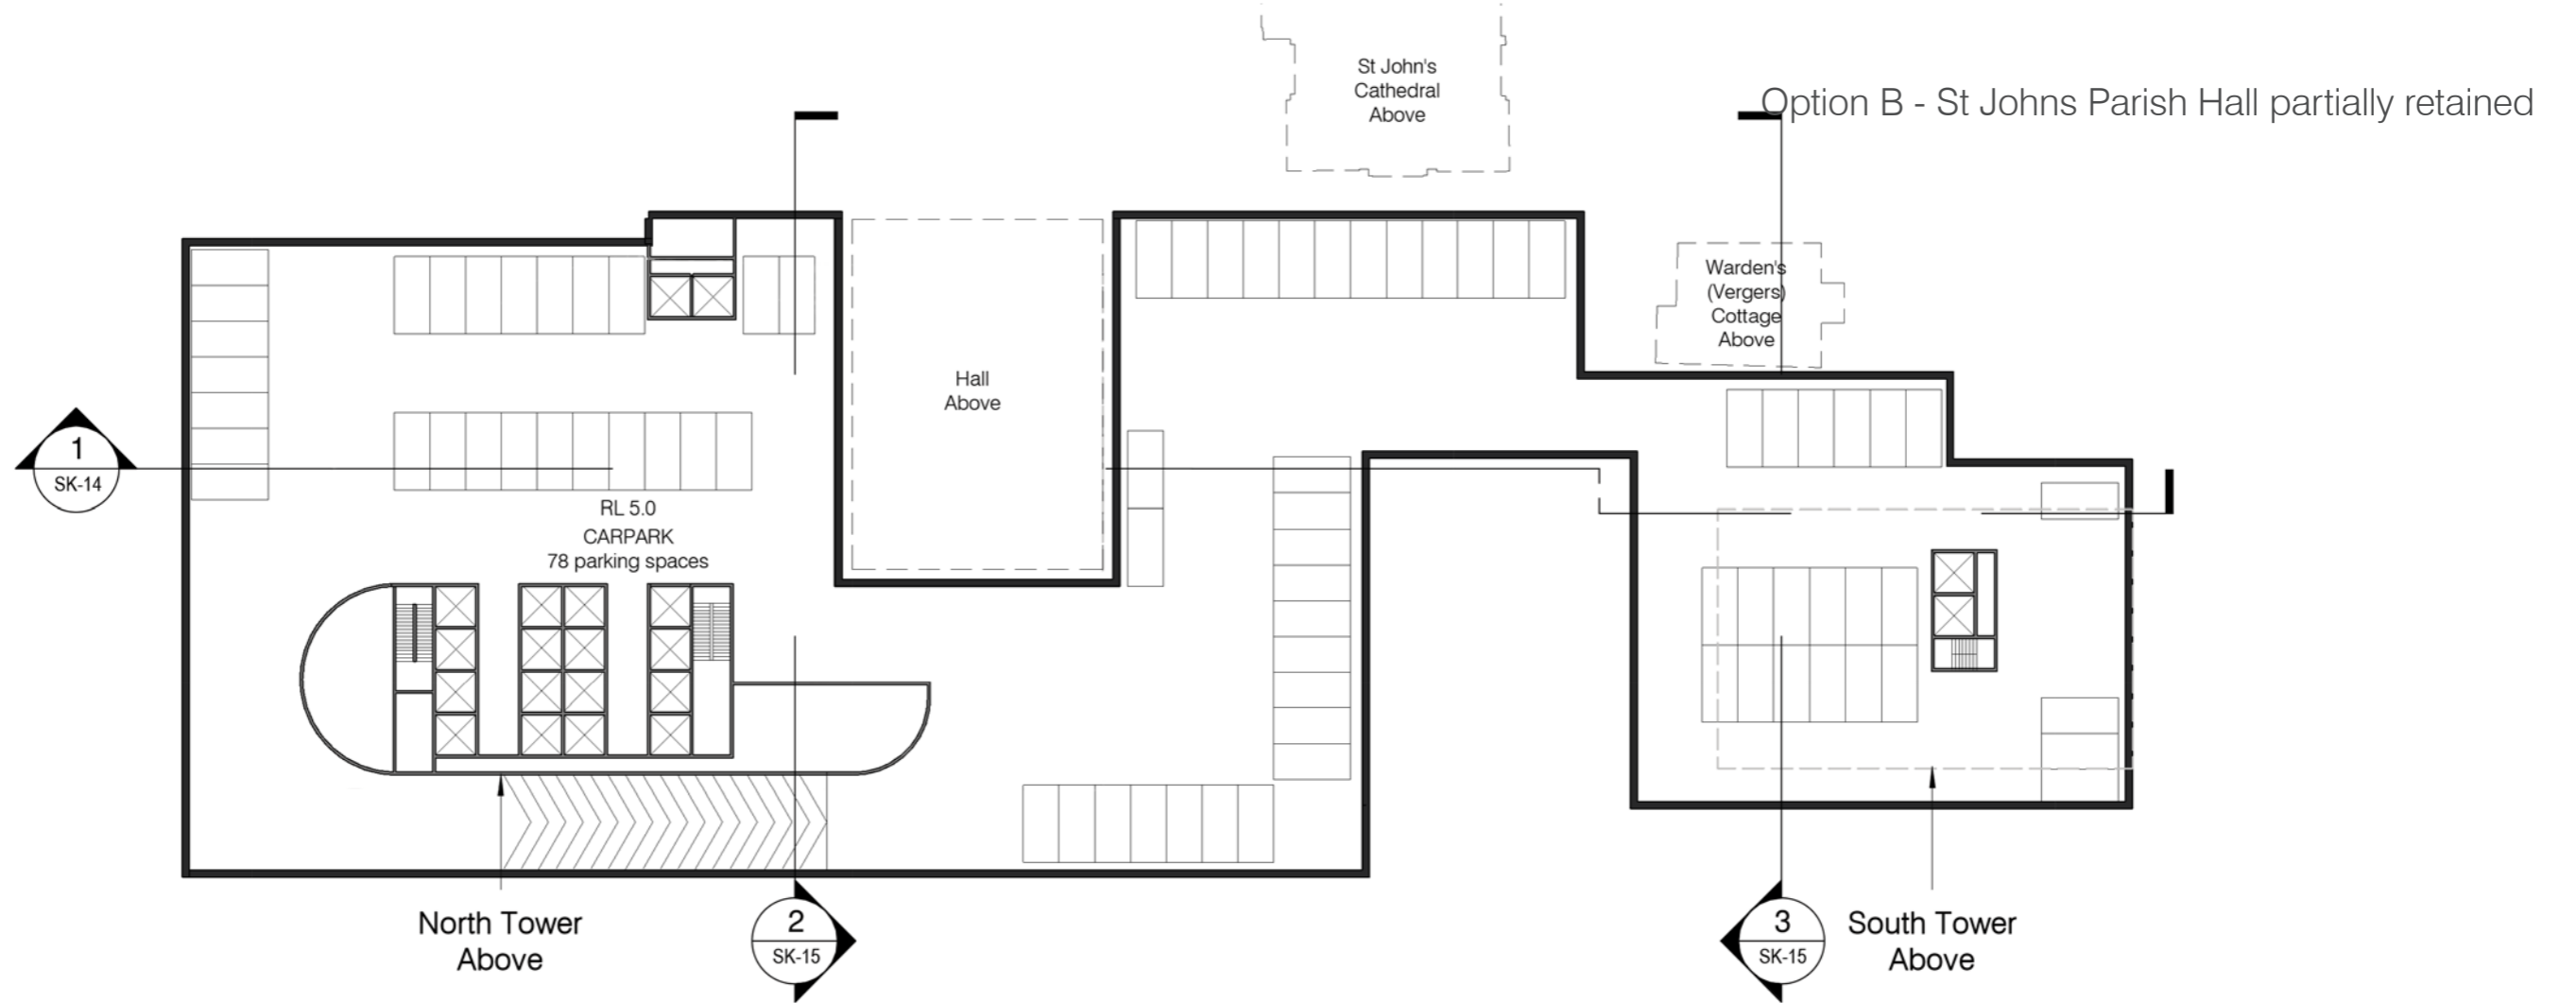 St John's
Cathedral
Above
Option B - St Johns Parish Hall partially retained
Warden's
(Vergers)
Cottage
Above
Hall
Above
1
SK-14
RL 5.0
CARPARK
78 parking spaces
North Tower
Above
2
SK-15
3
SK-15
South Tower
Above